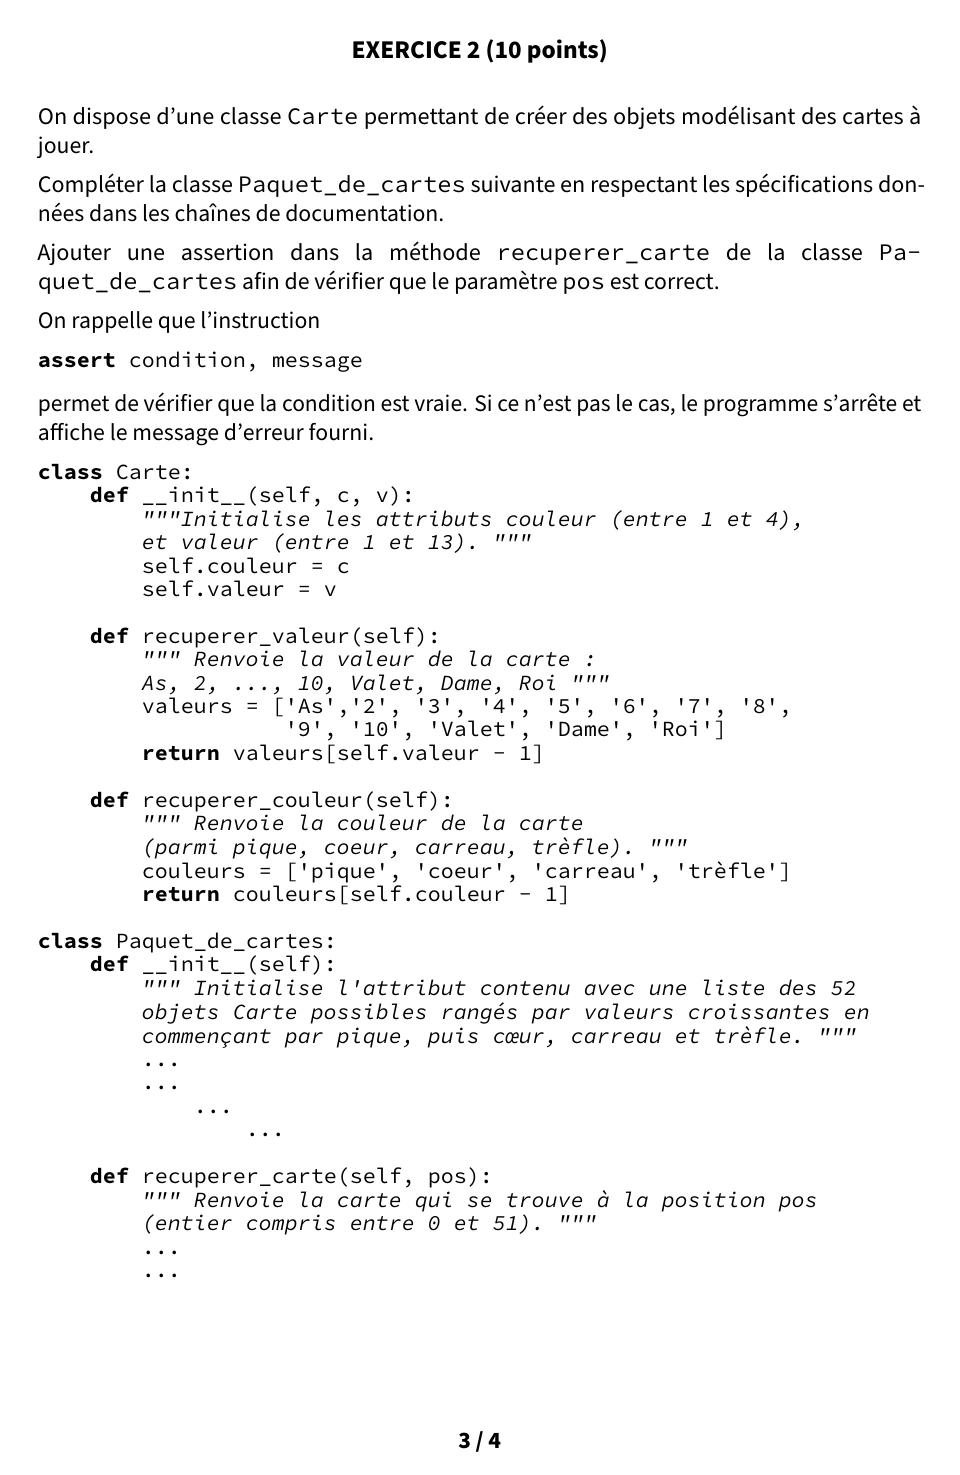 EXERCICE 2 (10 points)
On dispose d’une classe Carte permettant de créer des objets modélisant des cartes à
jouer.
Compléter la classe Paquet_de_cartes suivante en respectant les spécifications don-
nées dans les chaînes de documentation.
Ajouter une assertion dans la méthode recuperer_carte de la classe Pa-
quet_de_cartes afin de vérifier que le paramètre pos est correct.
On rappelle que l’instruction
assert condition, message
permet de vérifier que la condition est vraie. Si ce n’est pas le cas, le programme s’arrête et
affiche le message d’erreur fourni.
class Carte:
    def __init__(self, c, v):
        """Initialise les attributs couleur (entre 1 et 4),
        et valeur (entre 1 et 13). """
        self.couleur = c
        self.valeur = v
    def recuperer_valeur(self):
        """ Renvoie la valeur de la carte :
        As, 2, ..., 10, Valet, Dame, Roi """
        valeurs = ['As','2', '3', '4', '5', '6', '7', '8',
                   '9', '10', 'Valet', 'Dame', 'Roi']
        return valeurs[self.valeur - 1]
    def recuperer_couleur(self):
        """ Renvoie la couleur de la carte
        (parmi pique, coeur, carreau, trèfle). """
        couleurs = ['pique', 'coeur', 'carreau', 'trèfle']
        return couleurs[self.couleur - 1]
class Paquet_de_cartes:
    def __init__(self):
        """ Initialise l'attribut contenu avec une liste des 52
        objets Carte possibles rangés par valeurs croissantes en
        commençant par pique, puis cœur, carreau et trèfle. """
        ...
        ...
            ...
                ...
    def recuperer_carte(self, pos):
        """ Renvoie la carte qui se trouve à la position pos
        (entier compris entre 0 et 51). """
        ...
        ...
3 / 4